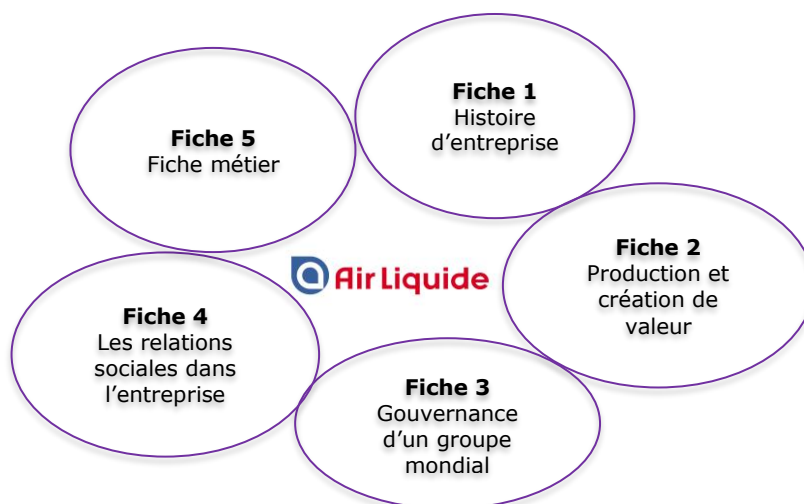 Fiche 1
Histoire
d’entreprise
Fiche 2
Production et
création de
valeur
Fiche 3
Gouvernance
d’un groupe
mondial
Fiche 4
Les relations
sociales dans
l’entreprise
Fiche 5
Fiche métier
Air Liquide